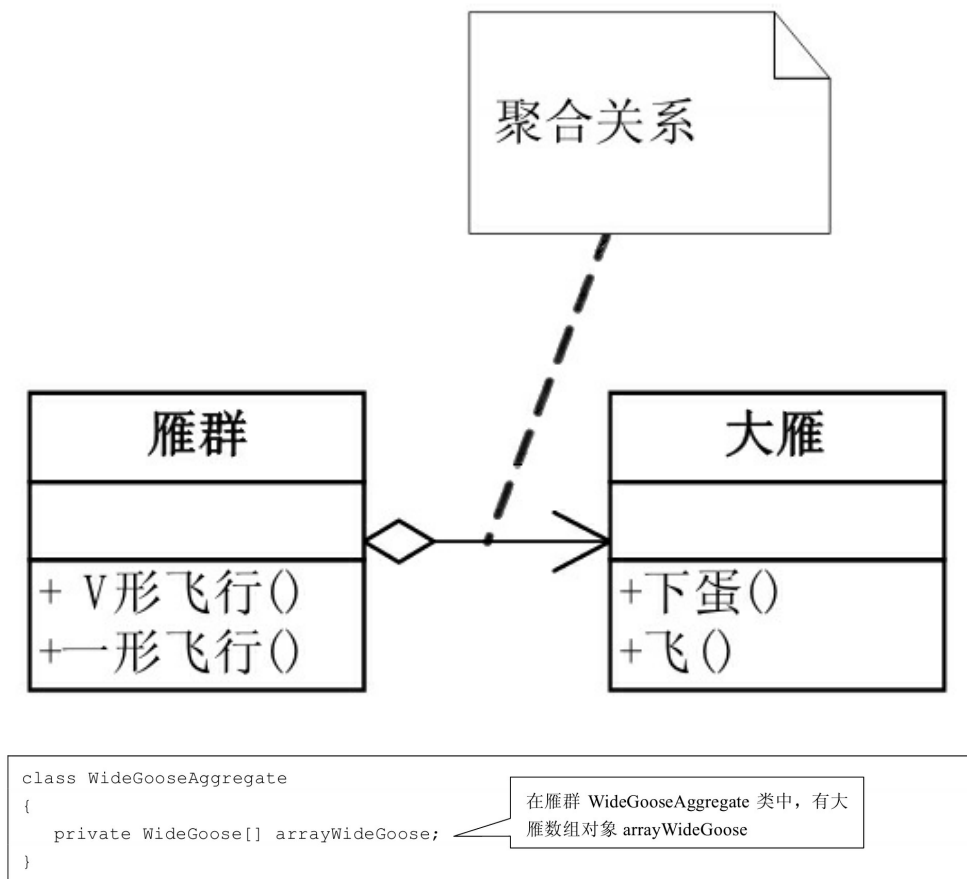 聚合关系
雁群
+ V形飞行()
+一形飞行()
大雁
+下蛋()
+飞()
class WideGooseAggregate
{
private WideGoose[] arrayWideGoose;
}
在雁群 WideGooseAggregate 类中，有大
雁数组对象 arrayWideGoose